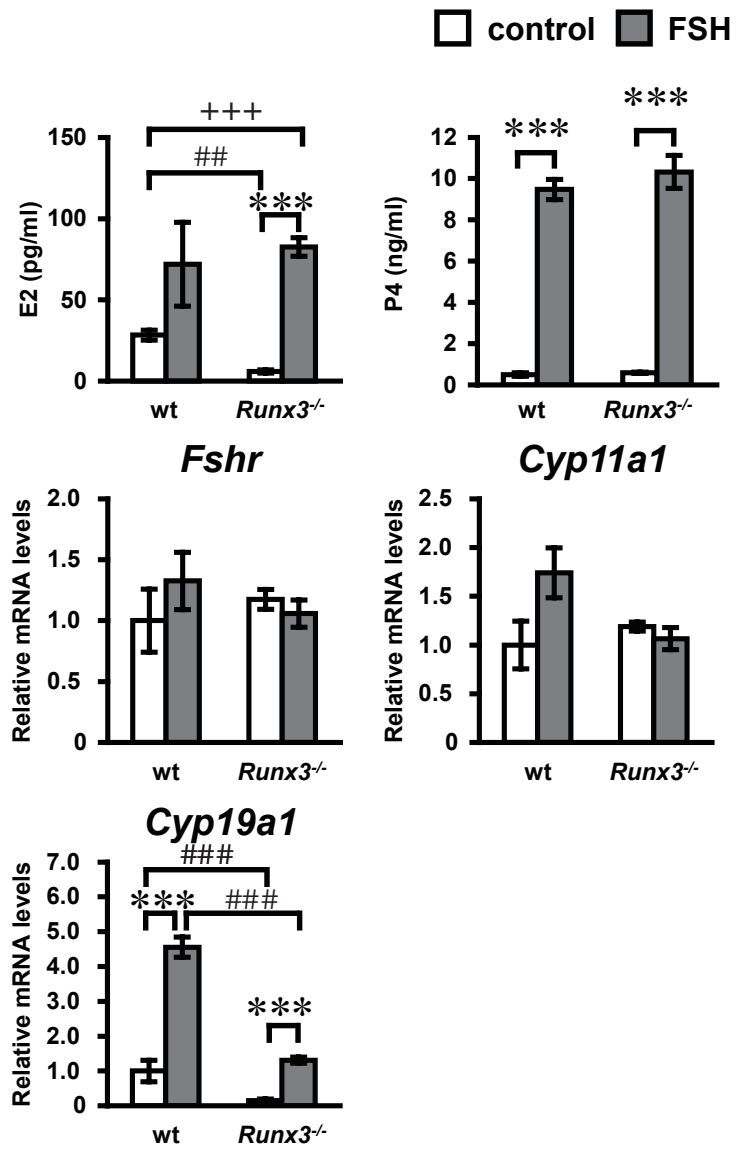 control FSH
+++
##
***
150
100
50
0
E2 (pg/ml)
wt Runx3-/-
***
***
12
10
8
6
4
2
0
P4 (ng/ml)
wt Runx3-/-
Fshr
2.0
1.5
1.0
0.5
0
Relative mRNA levels
wt Runx3-/-
Cyp11a1
2.5
2.0
1.5
1.0
0.5
0
Relative mRNA levels
wt Runx3-/-
Cyp19a1
###
*** ###
***
7.0
6.0
5.0
4.0
3.0
2.0
1.0
0
Relative mRNA levels
wt Runx3-/-